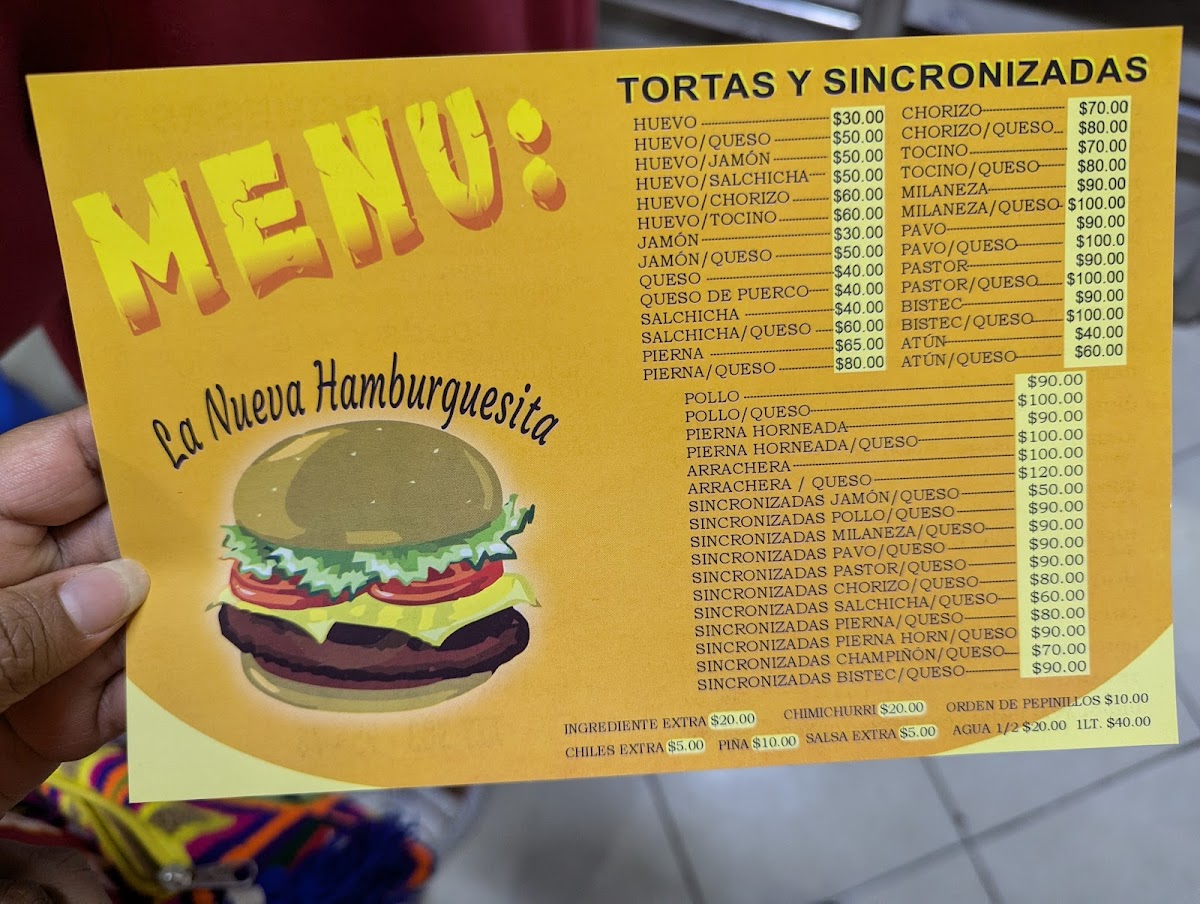 MENU:
La Nueva Hamburguesita
TORTAS Y SINCRONIZADAS
HUEVO $30.00
HUEVO/QUESO $50.00
HUEVO/JAMÓN $50.00
HUEVO/SALCHICHA $50.00
HUEVO/CHORIZO $60.00
HUEVO/TOCINO $60.00
JAMÓN $30.00
JAMÓN/QUESO $50.00
QUESO $40.00
QUESO DE PUERCO $40.00
SALCHICHA $40.00
SALCHICHA/QUESO $60.00
PIERNA $65.00
PIERNA/QUESO $80.00
CHORIZO $70.00
CHORIZO/QUESO $80.00
TOCINO $70.00
TOCINO/QUESO $80.00
MILANEZA $90.00
MILANEZA/QUESO $100.00
PAVO $90.00
PAVO/QUESO $100.0
PASTOR $90.00
PASTOR/QUESO $100.00
BISTEC $90.00
BISTEC/QUESO $100.00
ATÚN $40.00
ATÚN/QUESO $60.00
POLLO $90.00
POLLO/QUESO $100.00
PIERNA HORNEADA $90.00
PIERNA HORNEADA/QUESO $100.00
ARRACHERA $100.00
ARRACHERA / QUESO $120.00
SINCRONIZADAS JAMÓN/QUESO $50.00
SINCRONIZADAS POLLO/QUESO $90.00
SINCRONIZADAS MILANEZA/QUESO $90.00
SINCRONIZADAS PAVO/QUESO $90.00
SINCRONIZADAS PASTOR/QUESO $90.00
SINCRONIZADAS CHORIZO/QUESO $80.00
SINCRONIZADAS SALCHICHA/QUESO $60.00
SINCRONIZADAS PIERNA/QUESO $80.00
SINCRONIZADAS PIERNA HORN/QUESO $90.00
SINCRONIZADAS CHAMPIÑÓN/QUESO $70.00
SINCRONIZADAS BISTEC/QUESO $90.00
INGREDIENTE EXTRA $20.00 CHIMICHURRI $20.00 ORDEN DE PEPINILLOS $10.00
CHILES EXTRA $5.00 PIÑA $10.00 SALSA EXTRA $5.00 AGUA 1/2 $20.00 1LT. $40.00